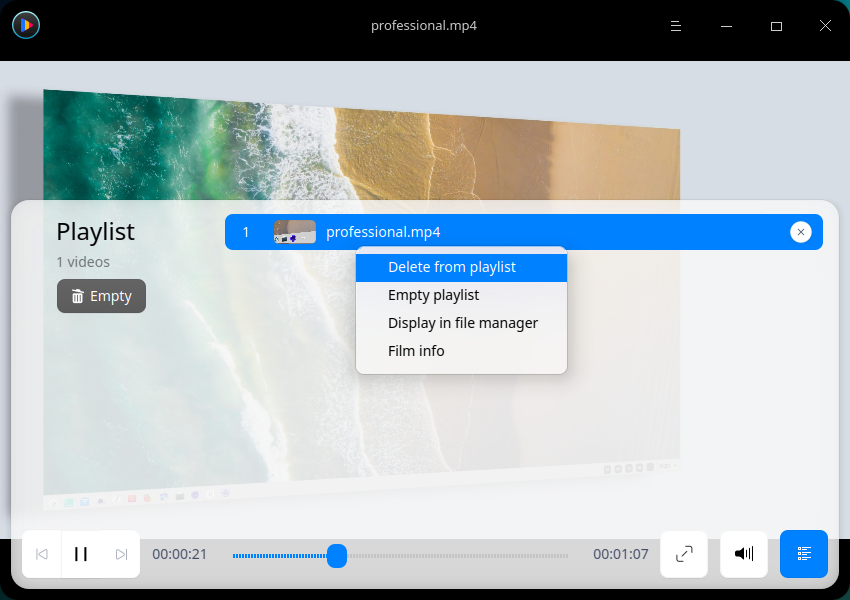 professional.mp4
Playlist
1 videos
Empty
1 professional.mp4
Delete from playlist
Empty playlist
Display in file manager
Film info
00:00:21
00:01:07